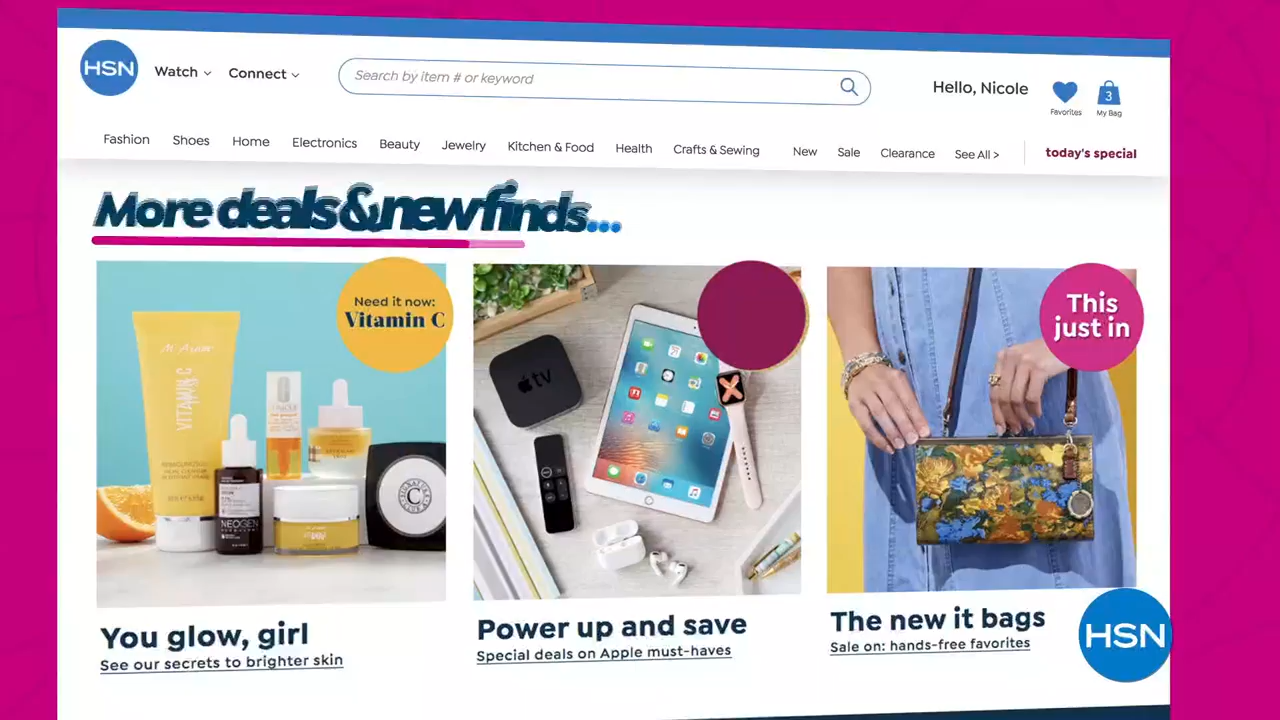 HSN
Watch
Connect
Search by item # or keyword
Hello, Nicole
Favorites
3
My Bag
Fashion
Shoes
Home
Electronics
Beauty
Jewelry
Kitchen & Food
Health
Crafts & Sewing
New
Sale
Clearance
See All >
today's special
More deals & new finds...
Need it now:
Vitamin C
VITAMIN C
NEOGEN
tv
This
just in
You glow, girl
See our secrets to brighter skin
Power up and save
Special deals on Apple must-haves
The new it bags
Sale on: hands-free favorites
HSN